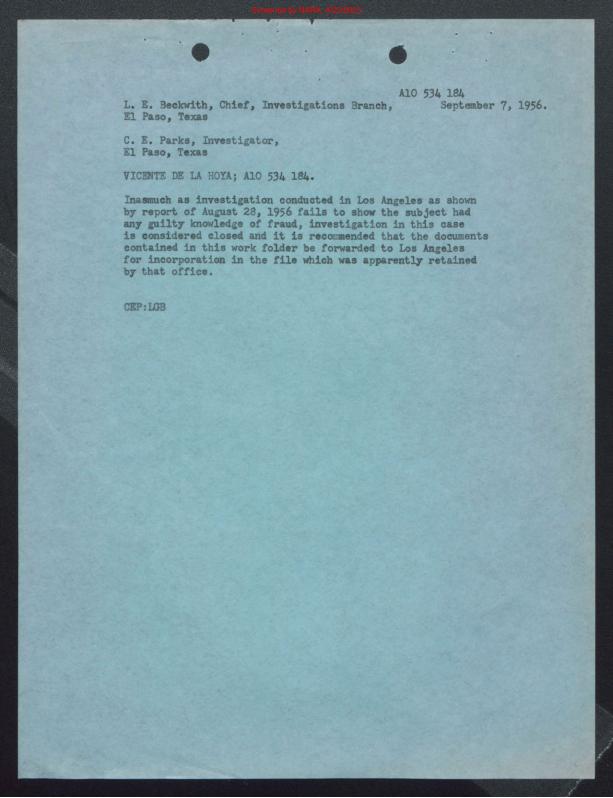 A10 534 184
L. E. Beckwith, Chief, Investigations Branch, September 7, 1956.
El Paso, Texas
C. E. Parks, Investigator,
El Paso, Texas
VICENTE DE LA HOYA; A10 534 184.
Inasmuch as investigation conducted in Los Angeles as shown
by report of August 28, 1956 fails to show the subject had
any guilty knowledge of fraud, investigation in this case
is considered closed and it is recommended that the documents
contained in this work folder be forwarded to Los Angeles
for incorporation in the file which was apparently retained
by that office.
CEP:LGB